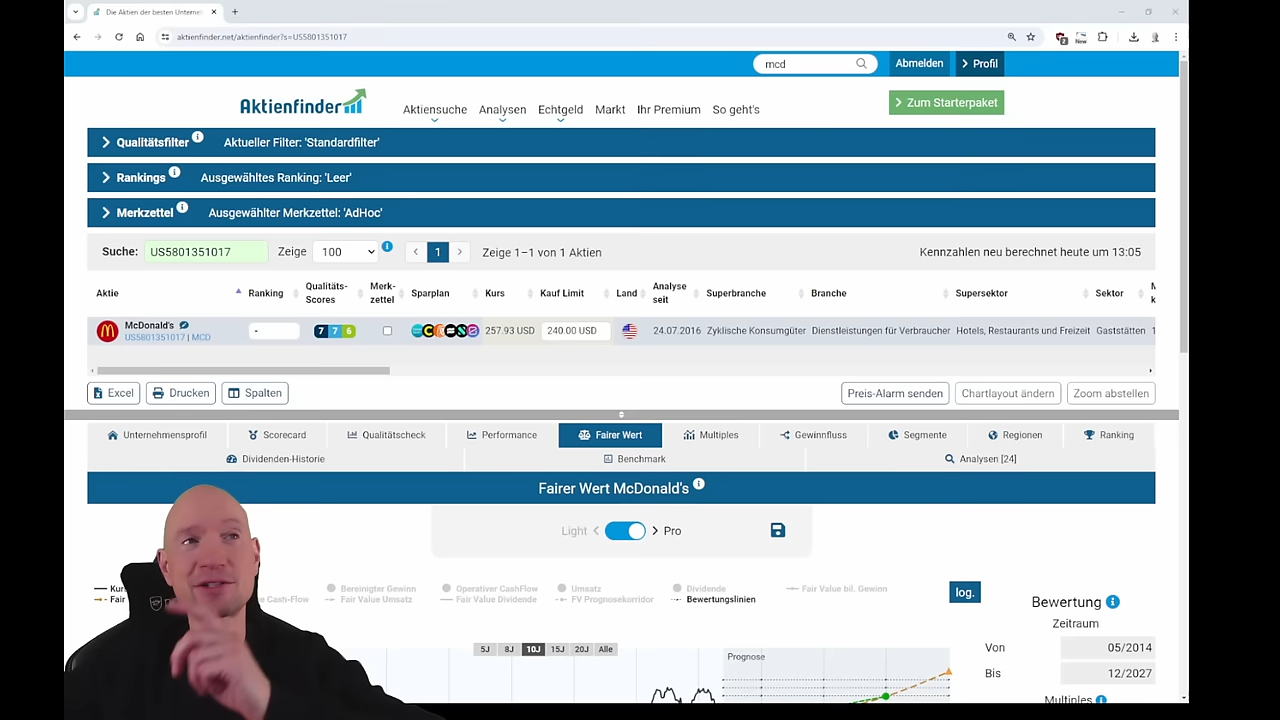 Die Aktien der besten Unterne
aktienfinder.net/aktienfinder?s=US5801351017
New
mcd
Abmelden
Profil
Aktienfinder
Aktiensuche
Analysen
Echtgeld
Markt
Ihr Premium
So geht's
Zum Starterpaket
Qualitätsfilter
Aktueller Filter: 'Standardfilter'
Rankings
Ausgewähltes Ranking: 'Leer'
Merkzettel
Ausgewählter Merkzettel: 'AdHoc'
Suche:
US5801351017
Zeige
100
1
Zeige 1–1 von 1 Aktien
Kennzahlen neu berechnet heute um 13:05
Aktie
Ranking
Qualitäts-
Scores
Merk-
zettel
Sparplan
Kurs
Kauf Limit
Land
Analyse
seit
Superbranche
Branche
Supersektor
Sektor
McDonald's
US5801351017 | MCD
-
7 7 6
257.93 USD
240.00 USD
24.07.2016
Zyklische Konsumgüter
Dienstleistungen für Verbraucher
Hotels, Restaurants und Freizeit
Gaststätten
Excel
Drucken
Spalten
Preis-Alarm senden
Chartlayout ändern
Zoom abstellen
Unternehmensprofil
Scorecard
Qualitätscheck
Performance
Fairer Wert
Multiples
Gewinnfluss
Segmente
Regionen
Ranking
Dividenden-Historie
Benchmark
Analysen [24]
Fairer Wert McDonald's
Light
Pro
Kurs
Bereinigter Gewinn
Operativer CashFlow
Umsatz
Dividende
Fair Value bil. Gewinn
Fair
Cash-Flow
Fair Value Umsatz
Fair Value Dividende
FV Prognosekorridor
Bewertungslinien
log.
Bewertung
Zeitraum
Von
05/2014
Bis
12/2027
Multiples
5J
8J
10J
15J
20J
Alle
Prognose